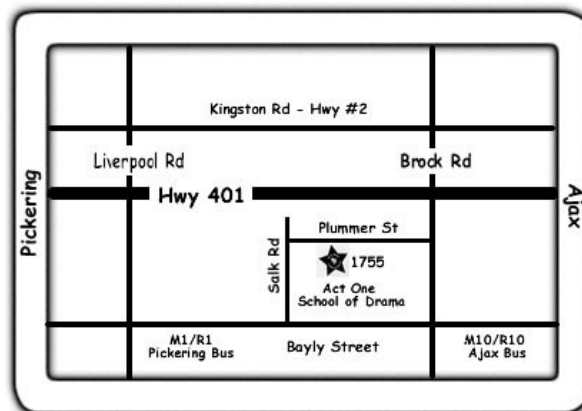 Kingston Rd - Hwy #2
Liverpool Rd
Brock Rd
Pickering
Hwy 401
Ajax
Plummer St
Salk Rd
1755
Act One
School of Drama
M1/R1
Pickering Bus
Bayly Street
M10/R10
Ajax Bus